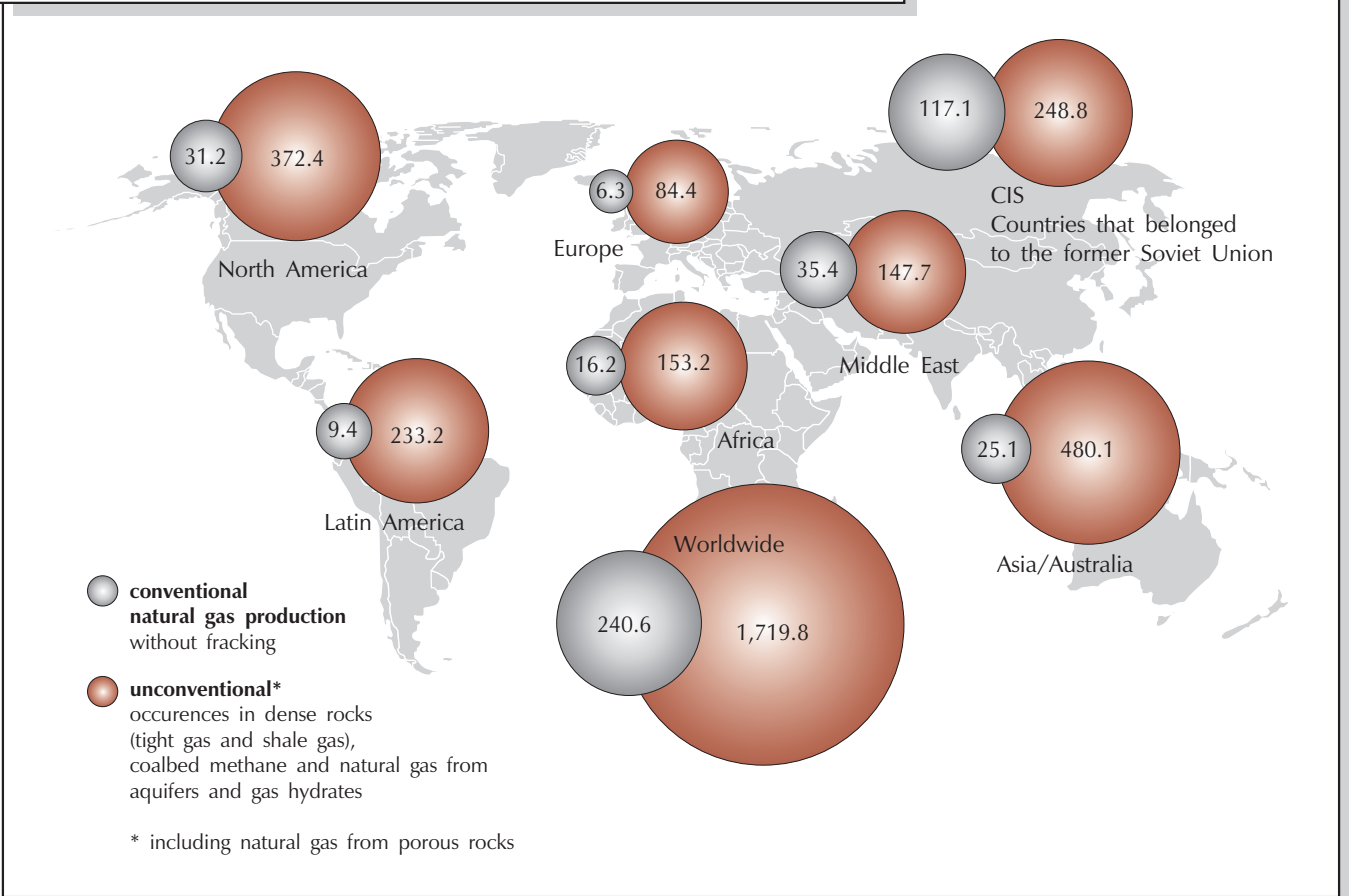 31.2
372.4
North America
6.3
84.4
Europe
117.1
248.8
CIS
Countries that belonged
to the former Soviet Union
35.4
147.7
Middle East
16.2
153.2
Africa
9.4
233.2
Latin America
25.1
480.1
Asia/Australia
Worldwide
240.6
1,719.8
conventional
natural gas production
without fracking
unconventional*
occurences in dense rocks
(tight gas and shale gas),
coalbed methane and natural gas from
aquifers and gas hydrates
* including natural gas from porous rocks